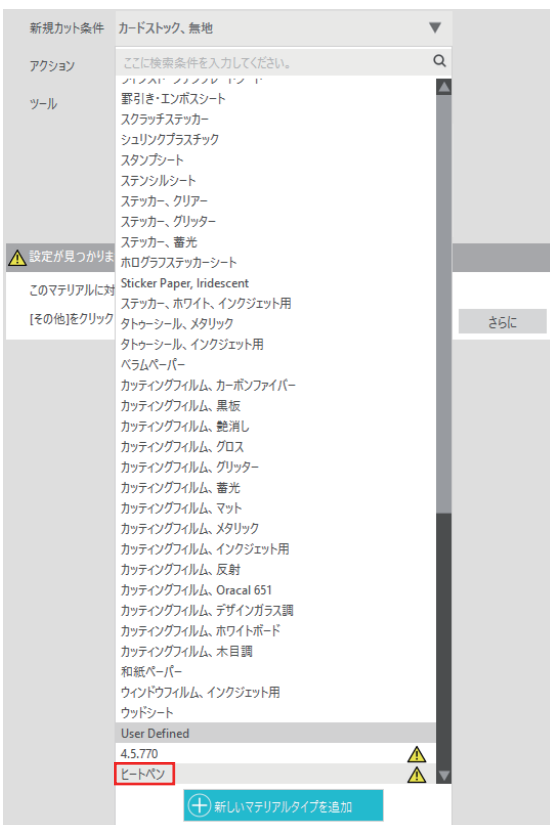 新規カット条件 カードストック、無地
アクション ここに検索条件を入力してください。
ツール
罫引き・エンボスシート
スクラッチステッカー
シュリンクプラスチック
スタンプシート
ステンシルシート
ステッカー、クリアー
ステッカー、グリッター
ステッカー、蓄光
設定が見つかりま
ホログラフステッカーシート
このマテリアルに対
Sticker Paper, Iridescent
ステッカー、ホワイト、インクジェット用
[その他]をクリック
タトゥーシール、メタリック
さらに
タトゥーシール、インクジェット用
ベラムペーパー
カッティングフィルム、カーボンファイバー
カッティングフィルム、黒板
カッティングフィルム、艶消し
カッティングフィルム、グロス
カッティングフィルム、グリッター
カッティングフィルム、蓄光
カッティングフィルム、マット
カッティングフィルム、メタリック
カッティングフィルム、インクジェット用
カッティングフィルム、反射
カッティングフィルム、Oracal 651
カッティングフィルム、デザインガラス調
カッティングフィルム、ホワイトボード
カッティングフィルム、木目調
和紙ペーパー
ウィンドウフィルム、インクジェット用
ウッドシート
User Defined
4.5.770
ヒートペン
新しいマテリアルタイプを追加